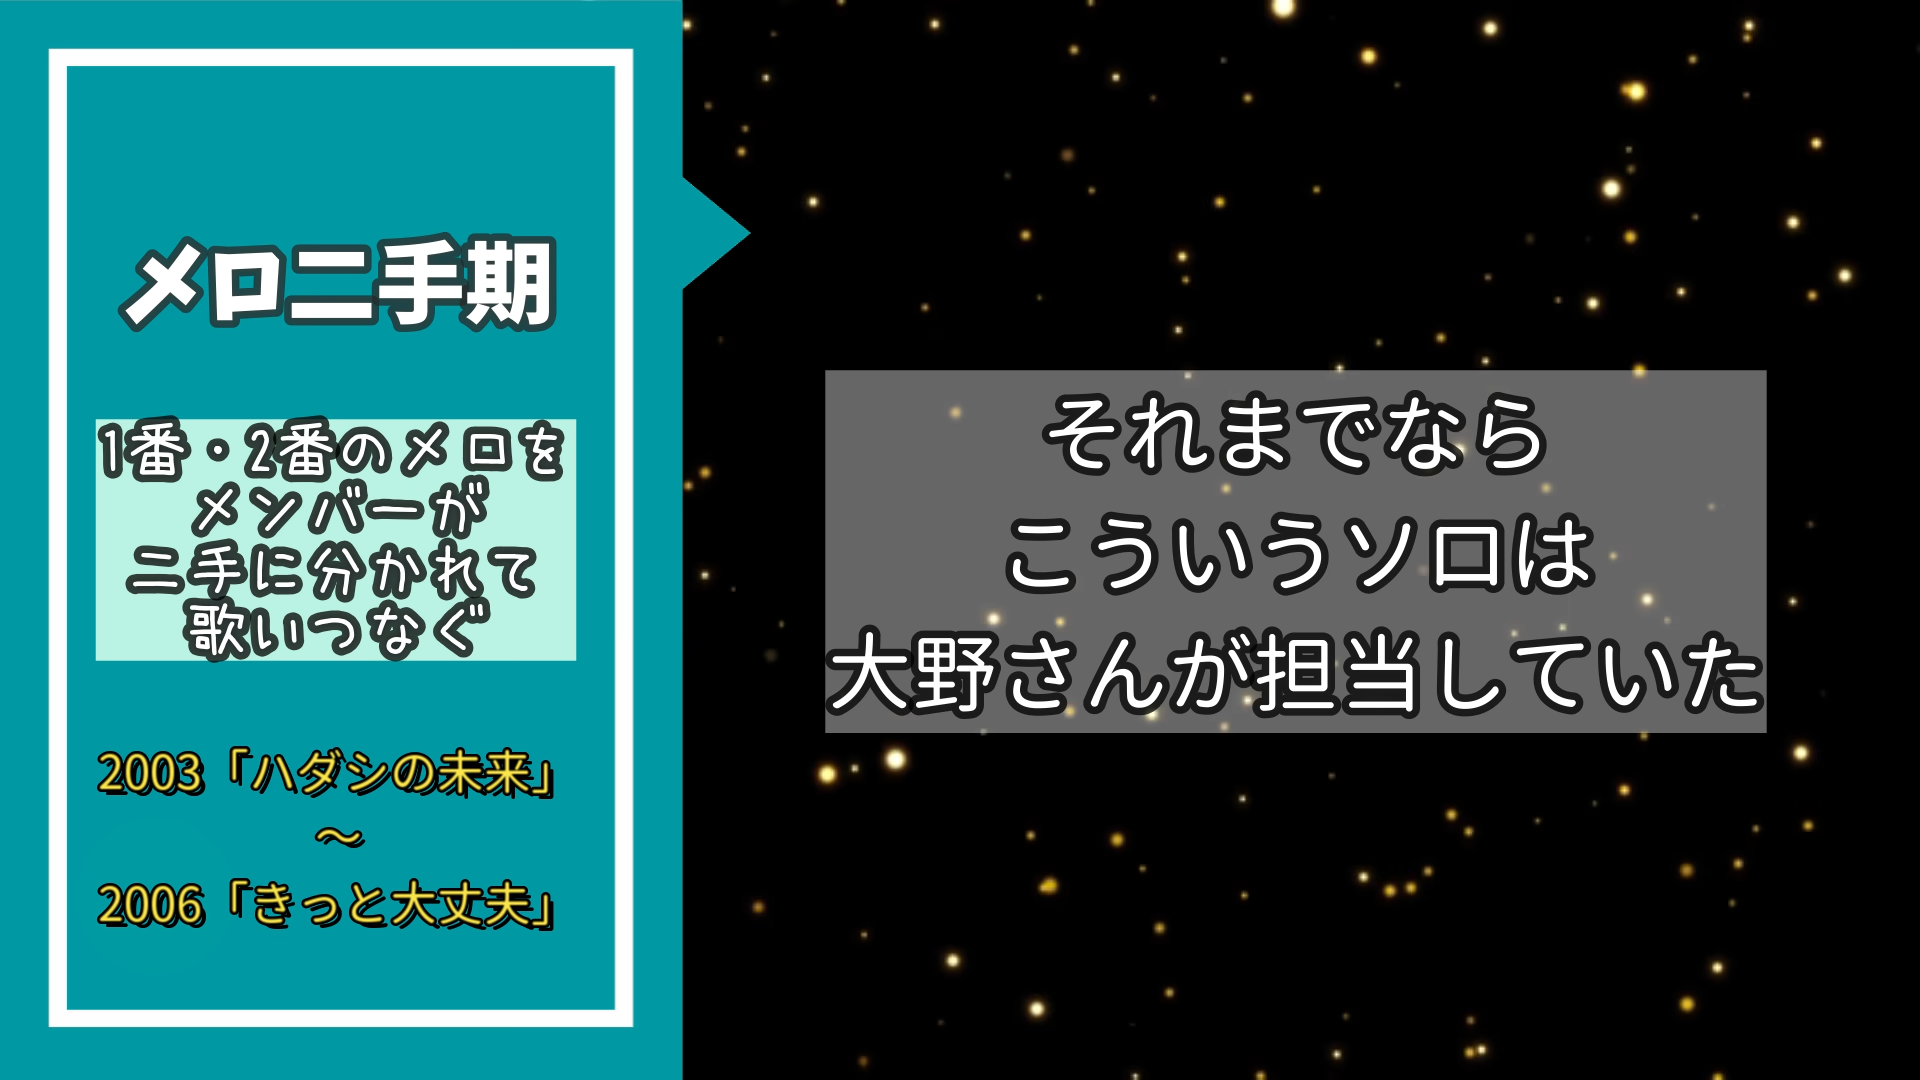 メロ二手期
1番・2番のメロを
メンバーが
二手に分かれて
歌いつなぐ
2003「ハダシの未来」
～
2006「きっと大丈夫」
それまでなら
こういうソロは
大野さんが担当していた